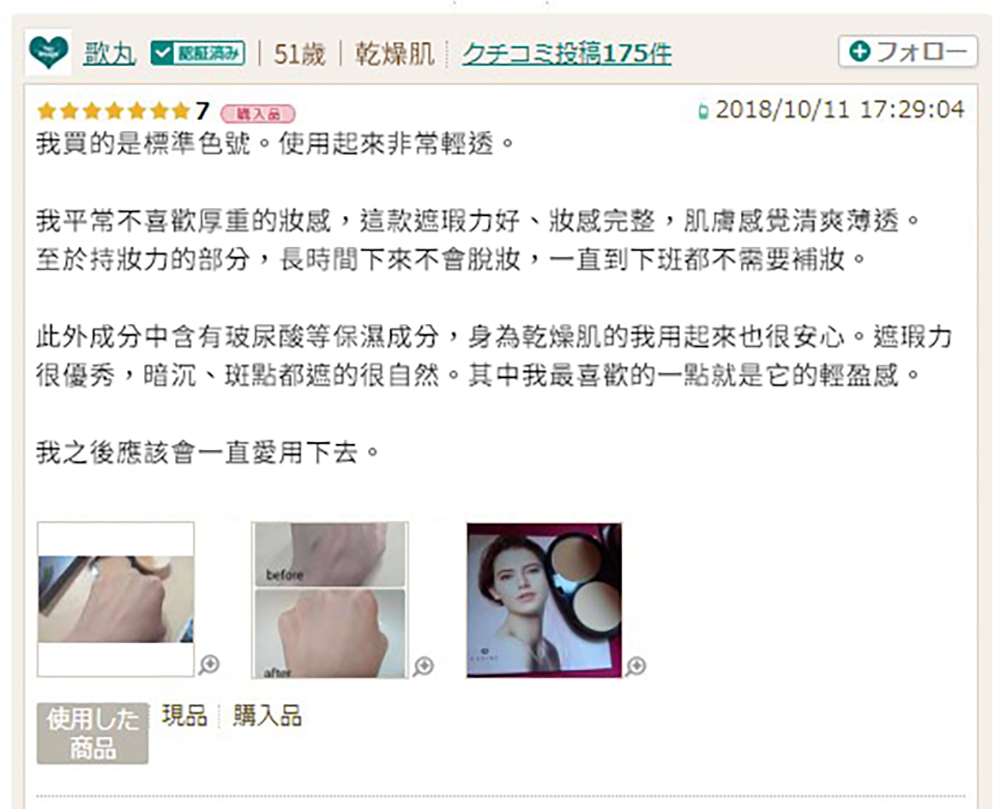 歌丸 認証済み 51歲 乾燥肌 クチコミ投稿175件 フォロー
7 購入品 2018/10/11 17:29:04
我買的是標準色號。使用起來非常輕透。
我平常不喜歡厚重的妝感，這款遮瑕力好、妝感完整，肌膚感覺清爽薄透。
至於持妝力的部分，長時間下來不會脫妝，一直到下班都不需要補妝。
此外成分中含有玻尿酸等保濕成分，身為乾燥肌的我用起來也很安心。遮瑕力
很優秀，暗沉、斑點都遮的很自然。其中我最喜歡的一點就是它的輕盈感。
我之後應該會一直愛用下去。
before
after
使用した
商品
現品 購入品